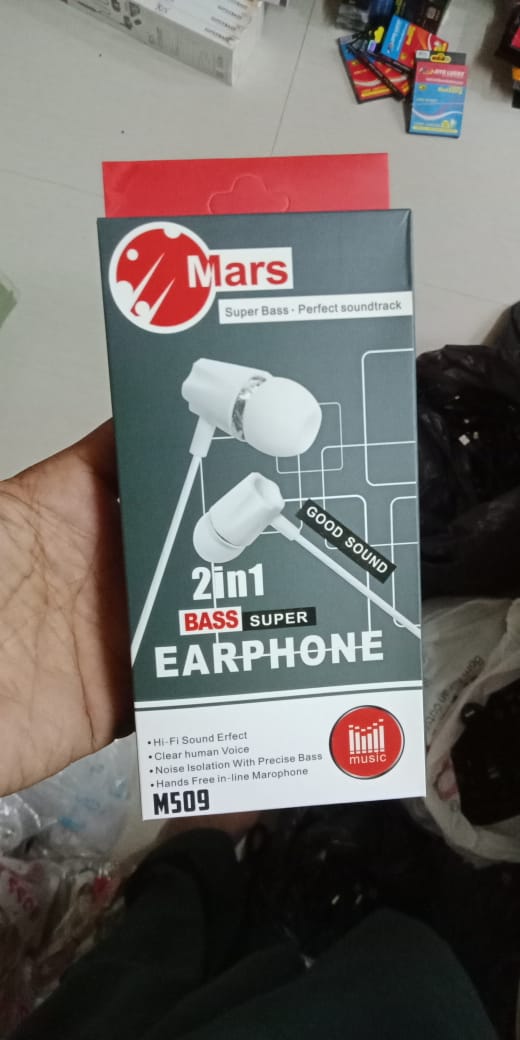 Mars
Super Bass · Perfect soundtrack
GOOD SOUND
2in1
BASS SUPER
EARPHONE
• Hi-Fi Sound Erfect
• Clear human Voice
• Noise Isolation With Precise Bass
• Hands Free in-line Marophone
music
M509